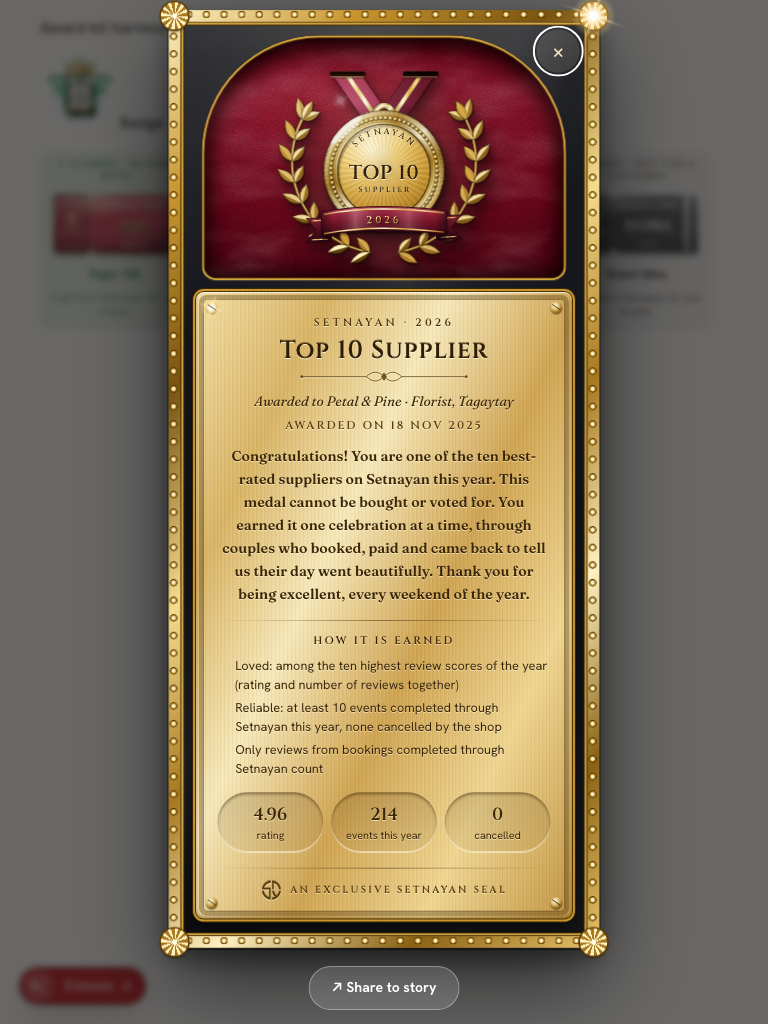 ×
SETNAYAN
TOP 10
SUPPLIER
2026
SETNAYAN · 2026
TOP 10 SUPPLIER
Awarded to Petal & Pine · Florist, Tagaytay
AWARDED ON 18 NOV 2025
Congratulations! You are one of the ten best-
rated suppliers on Setnayan this year. This
medal cannot be bought or voted for. You
earned it one celebration at a time, through
couples who booked, paid and came back to tell
us their day went beautifully. Thank you for
being excellent, every weekend of the year.
HOW IT IS EARNED
Loved: among the ten highest review scores of the year
(rating and number of reviews together)
Reliable: at least 10 events completed through
Setnayan this year, none cancelled by the shop
Only reviews from bookings completed through
Setnayan count
4.96 214 0
rating events this year cancelled
AN EXCLUSIVE SETNAYAN SEAL
↗ Share to story